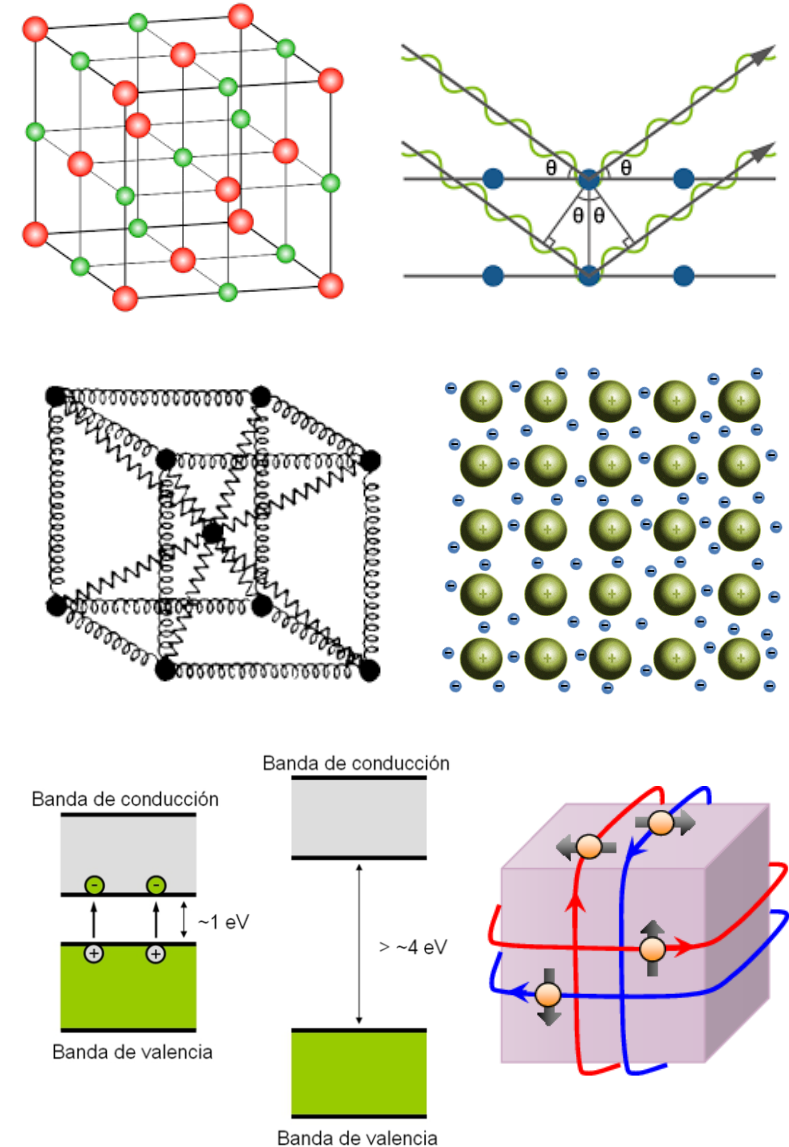 θ θ
θ θ
Banda de conducción
Banda de conducción
~1 eV
> ~4 eV
Banda de valencia
Banda de valencia